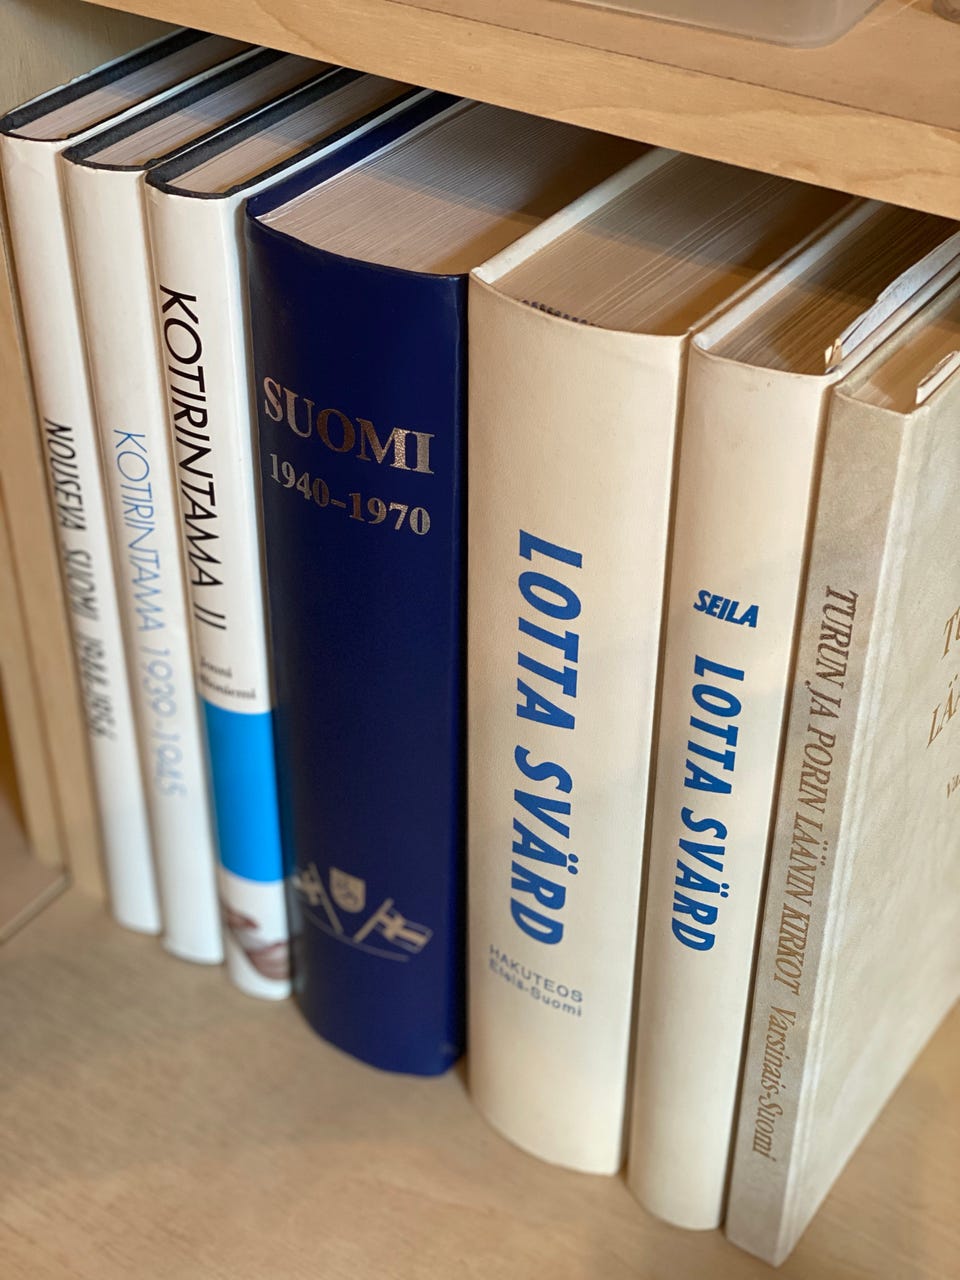 NOUSEVA SUOMI 1944-1966
KOTIRINTAMA 1939-1945
KOTIRINTAMA II
SUOMI
1940–1970
LOTTA SVÄRD
HAKUTEOS
Etelä-Suomi
SEILA
LOTTA SVÄRD
TURUN JA PORIN LÄÄNIN KIRKOT Varsinais-Suomi